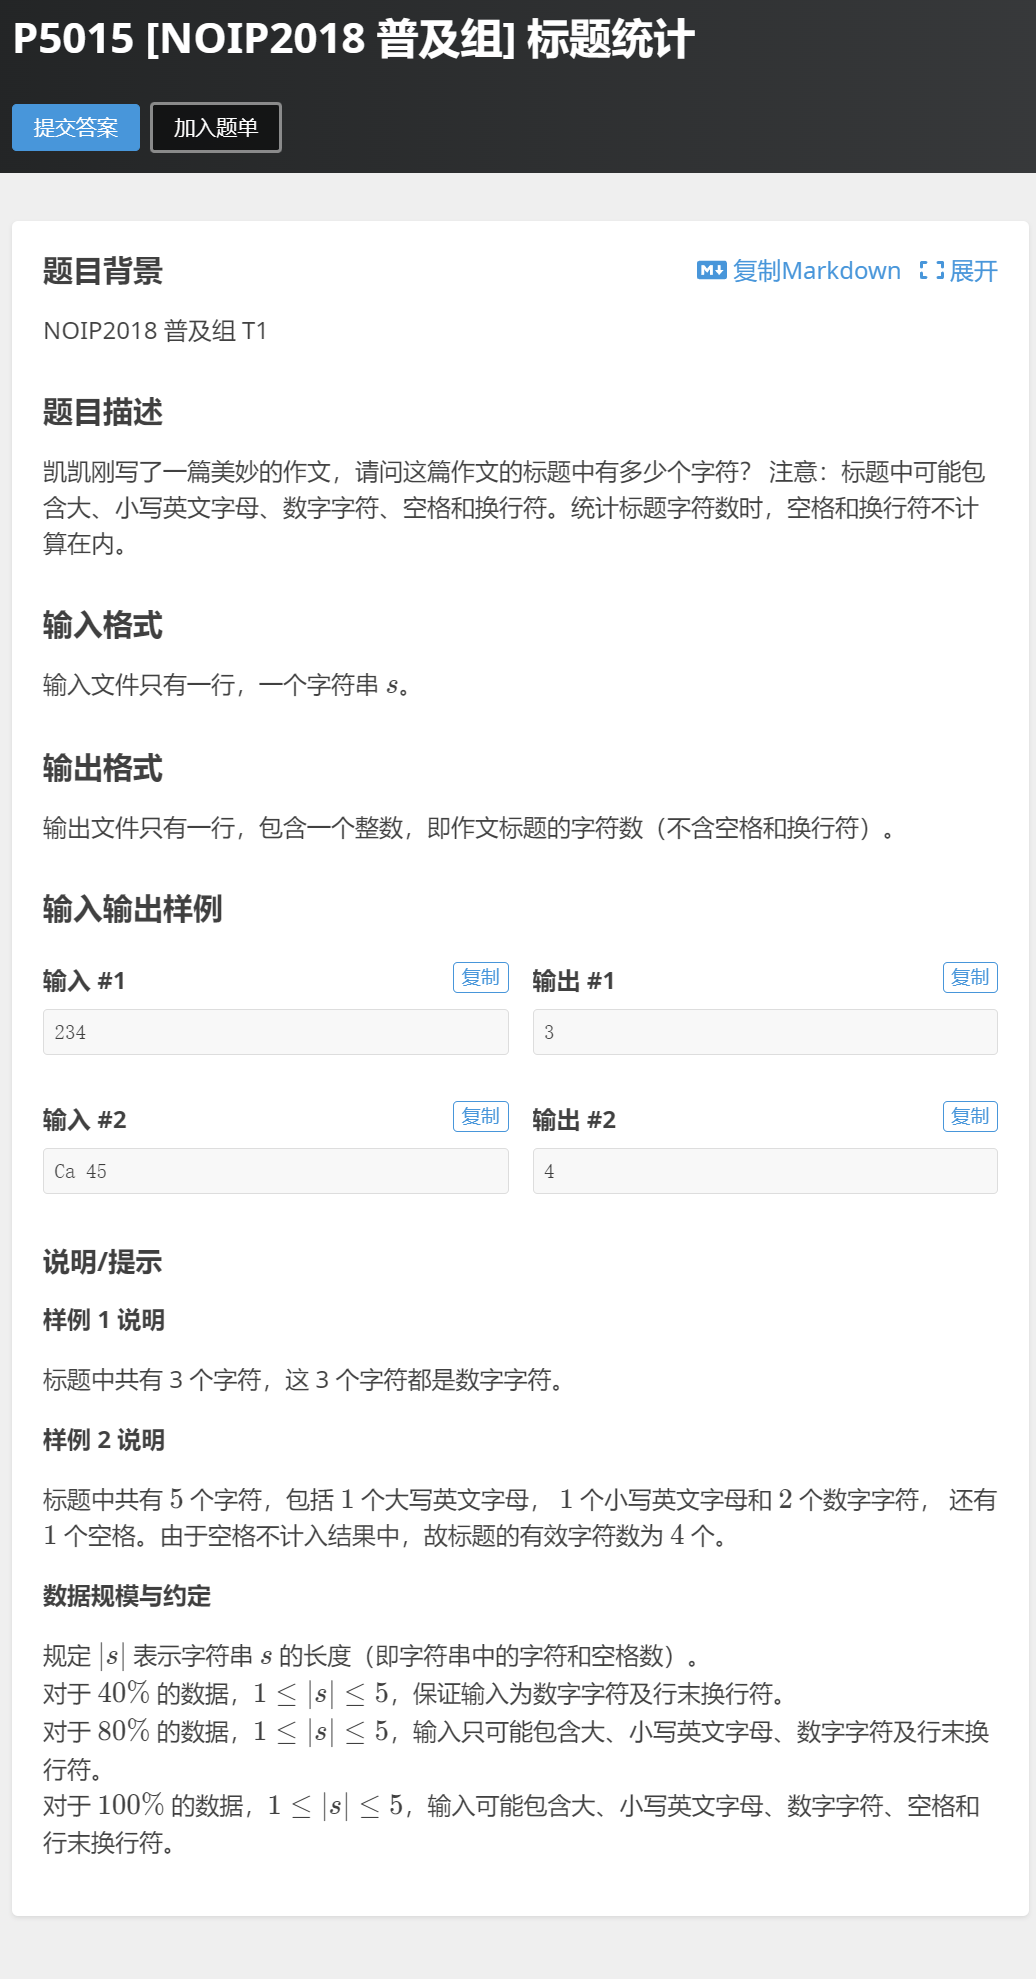 P5015 [NOIP2018 普及组] 标题统计
提交答案 加入题单
题目背景 复制Markdown 展开
NOIP2018 普及组 T1
题目描述
凯凯刚写了一篇美妙的作文，请问这篇作文的标题中有多少个字符？ 注意：标题中可能包
含大、小写英文字母、数字字符、空格和换行符。统计标题字符数时，空格和换行符不计
算在内。
输入格式
输入文件只有一行，一个字符串 s。
输出格式
输出文件只有一行，包含一个整数，即作文标题的字符数（不含空格和换行符）。
输入输出样例
输入 #1 复制 输出 #1 复制
234 3
输入 #2 复制 输出 #2 复制
Ca 45 4
说明/提示
样例 1 说明
标题中共有 3 个字符，这 3 个字符都是数字字符。
样例 2 说明
标题中共有 5 个字符，包括 1 个大写英文字母， 1 个小写英文字母和 2 个数字字符， 还有
1 个空格。由于空格不计入结果中，故标题的有效字符数为 4 个。
数据规模与约定
规定 |s| 表示字符串 s 的长度（即字符串中的字符和空格数）。
对于 40% 的数据，1 ≤ |s| ≤ 5，保证输入为数字字符及行末换行符。
对于 80% 的数据，1 ≤ |s| ≤ 5，输入只可能包含大、小写英文字母、数字字符及行末换
行符。
对于 100% 的数据，1 ≤ |s| ≤ 5，输入可能包含大、小写英文字母、数字字符、空格和
行末换行符。